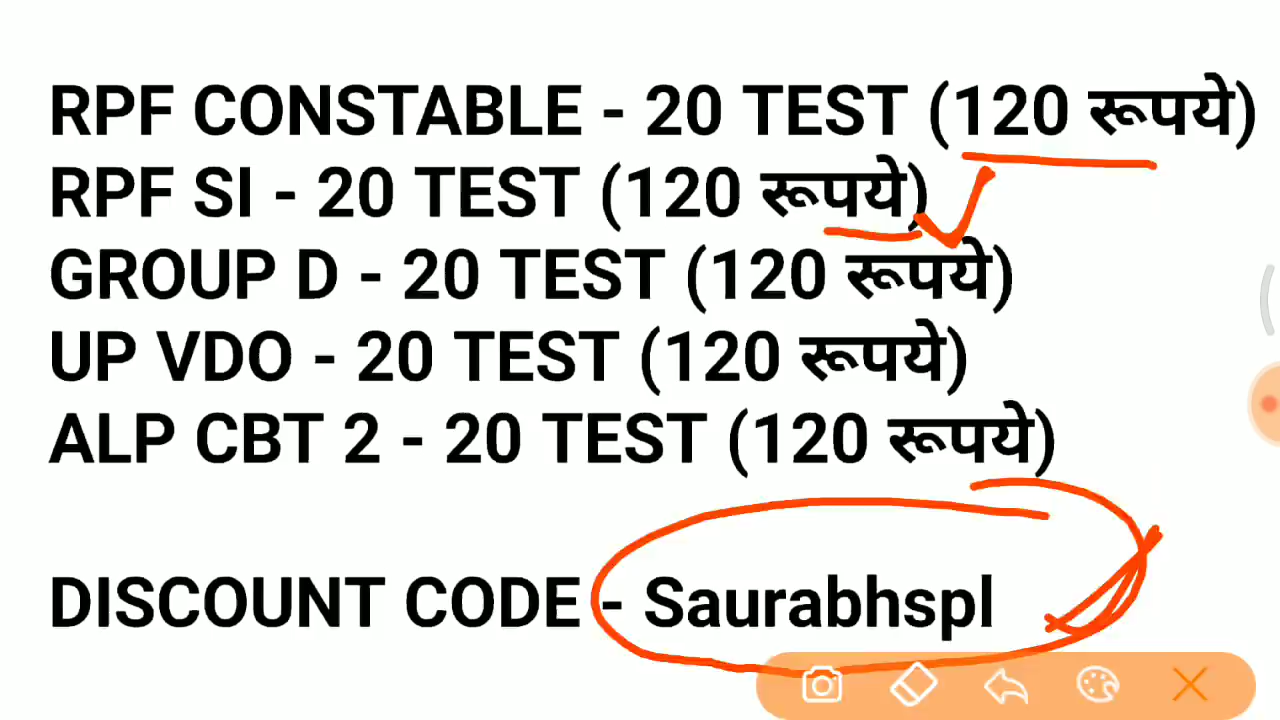 RPF CONSTABLE - 20 TEST (120 रूपये)
RPF SI - 20 TEST (120 रूपये)
GROUP D - 20 TEST (120 रूपये)
UP VDO - 20 TEST (120 रूपये)
ALP CBT 2 - 20 TEST (120 रूपये)
DISCOUNT CODE - Saurabhspl